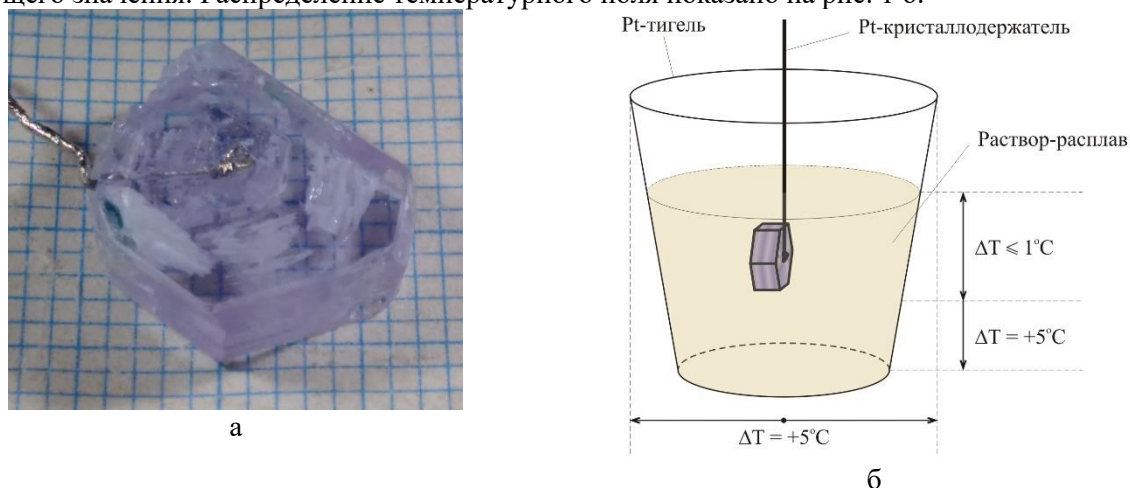 щего значения. Распределение температурного поля показано на рис. 1 б.
Pt-тигель
Pt-кристаллодержатель
Раствор-расплав
ΔT ⩽ 1°C
ΔT = +5°C
ΔT = +5°C
а
б